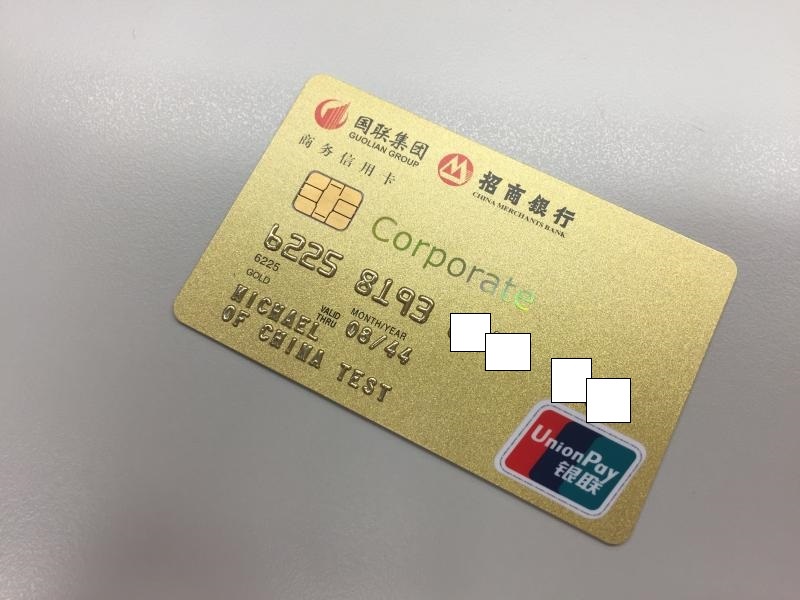 国联集团
GUOLIAN GROUP
商务信用卡
招商銀行
CHINA MERCHANTS BANK
Corporate
6225 8193
6225
GOLD
VALID THRU
MONTH/YEAR
08/44
MICHAEL
OF CHINA TEST
UnionPay
银联